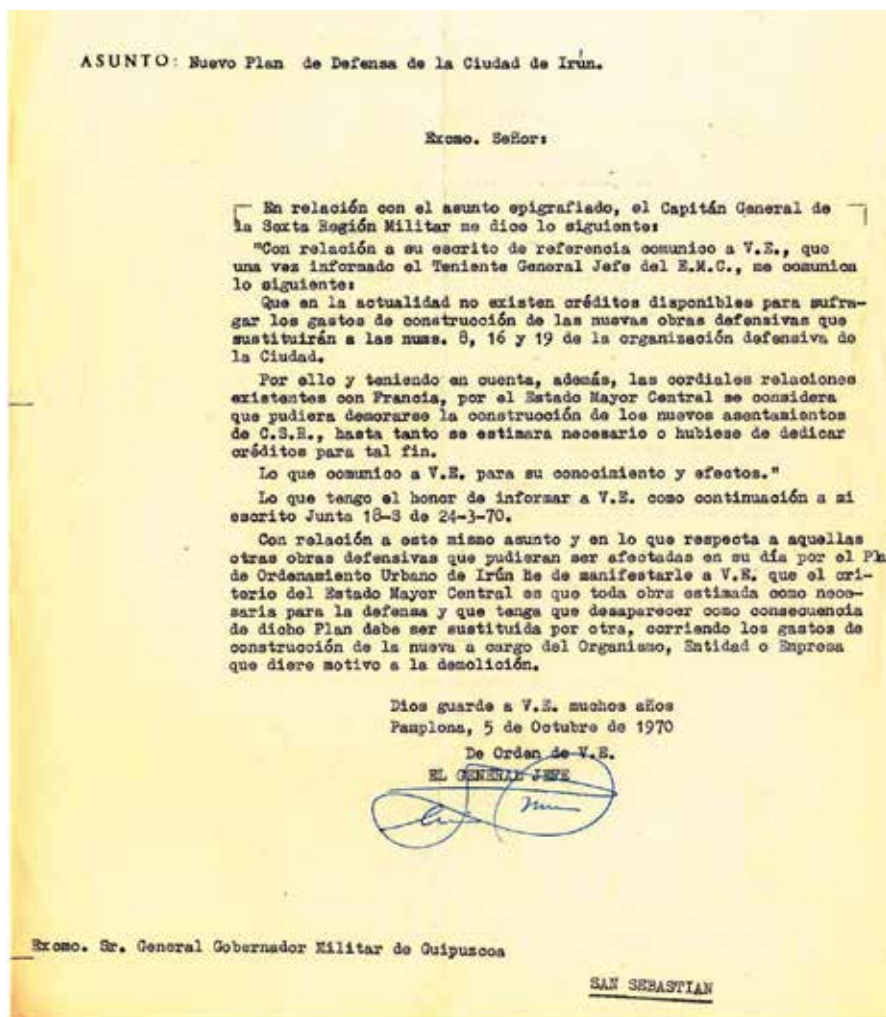 ASUNTO: Nuevo Plan de Defensa de la Ciudad de Irún.
Excmo. Señor:
En relación con el asunto epigrafiado, el Capitán General de
la Sexta Región Militar me dice lo siguiente:
"Con relación a su escrito de referencia comunico a V.E., que
una vez informado el Teniente General Jefe del E.M.C., me comunica
lo siguiente:
Que en la actualidad no existen créditos disponibles para sufra-
gar los gastos de construcción de las nuevas obras defensivas que
sustituirán a las nums. 8, 16 y 19 de la organización defensiva de
la Ciudad.
Por ello y teniendo en cuenta, además, las cordiales relaciones
existentes con Francia, por el Estado Mayor Central se considera
que pudiera demorarse la construcción de los nuevos asentamientos
de C.S.R., hasta tanto se estimara necesario o hubiese de dedicar
créditos para tal fin.
Lo que comunico a V.E. para su conocimiento y efectos."
Lo que tengo el honor de informar a V.E. como continuación a mi
escrito Junta 18-S de 24-3-70.
Con relación a este mismo asunto y en lo que respecta a aquellas
otras obras defensivas que pudieran ser afectadas en su día por el Pla
de Ordenamiento Urbano de Irún he de manifestarle a V.E. que el cri-
terio del Estado Mayor Central es que toda obra estimada como nece-
saria para la defensa y que tenga que desaparecer como consecuencia
de dicho Plan debe ser sustituida por otra, corriendo los gastos de
construcción de la nueva a cargo del Organismo, Entidad o Empresa
que diere motivo a la demolición.
Dios guarde a V.E. muchos años
Pamplona, 5 de Octubre de 1970
De Orden de V.E.
EL GENERAL JEFE
Excmo. Sr. General Gobernador Militar de Guipuzcoa
SAN SEBASTIAN